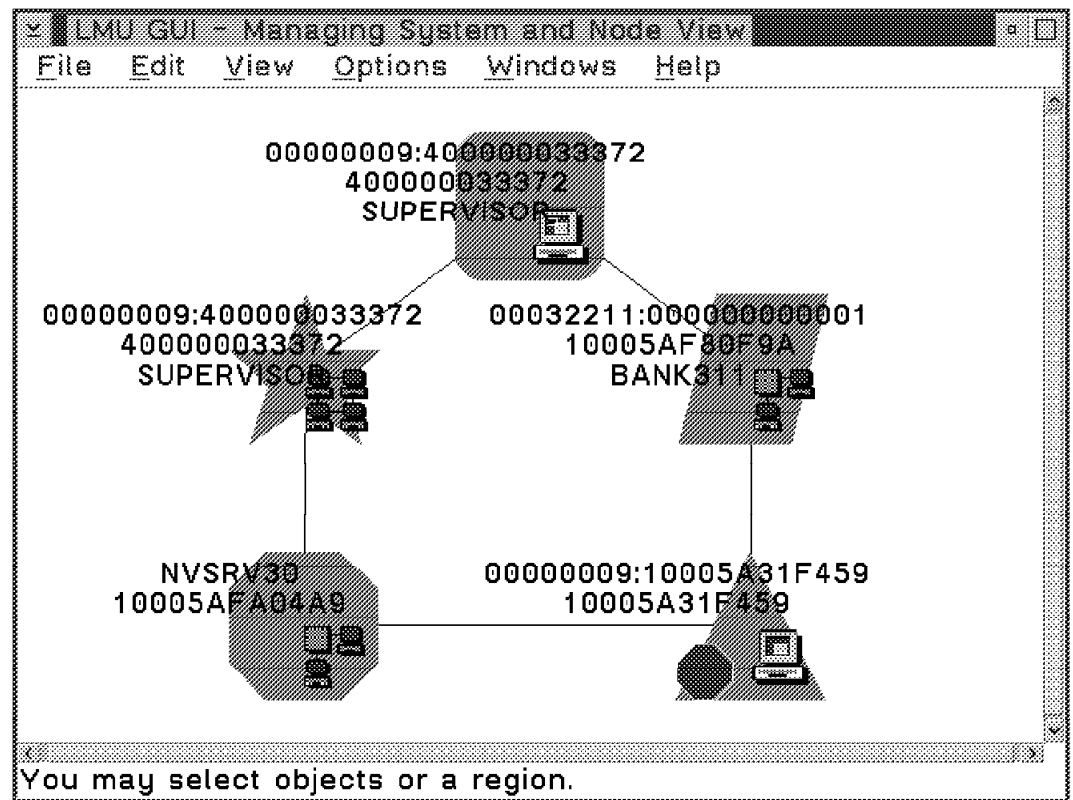 LMU GUI - Managing System and Node View
File Edit View Options Windows Help
00000009:400000033372
400000033372
SUPERVISOR
00000009:400000033372
400000033372
SUPERVISOR
00032211:000000000001
10005AF80F9A
BANK311
NVSRV30
10005AFA04A9
00000009:10005A31F459
10005A31F459
You may select objects or a region.